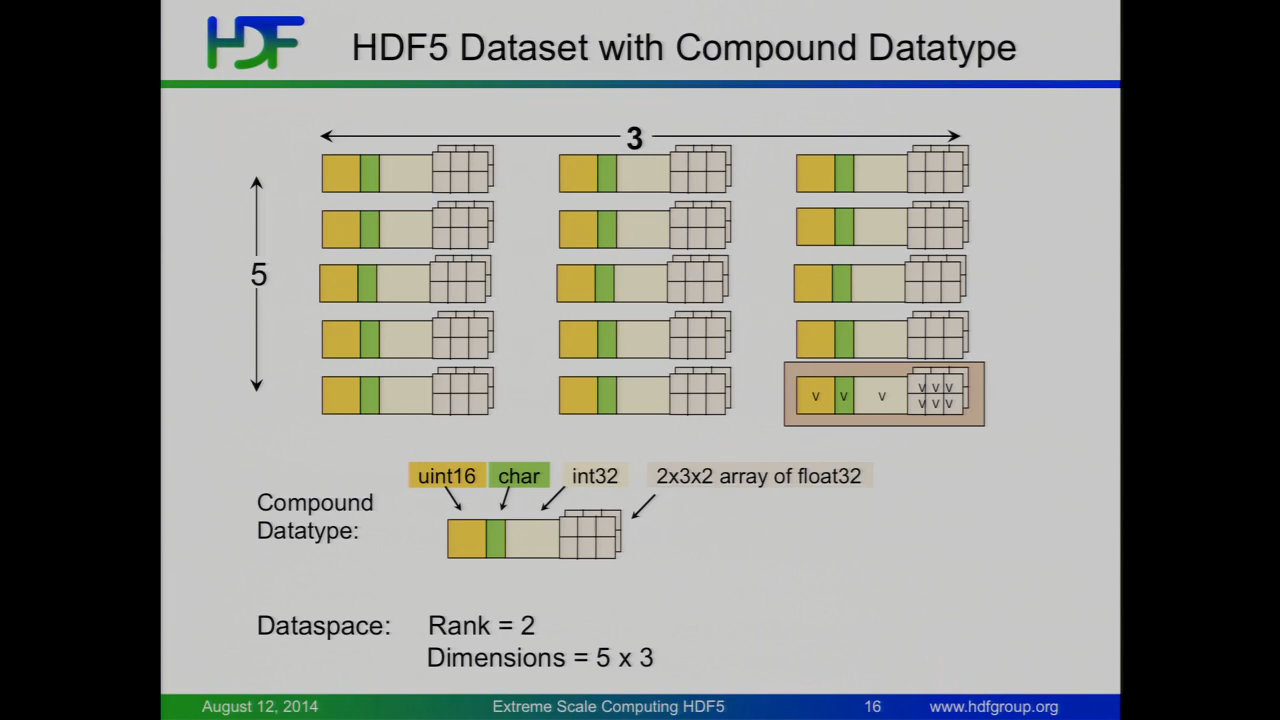 HDF
HDF5 Dataset with Compound Datatype
3
5
v v v v v v
v v v
uint16 char int32 2x3x2 array of float32
Compound
Datatype:
Dataspace: Rank = 2
Dimensions = 5 x 3
August 12, 2014 Extreme Scale Computing HDF5 16 www.hdfgroup.org